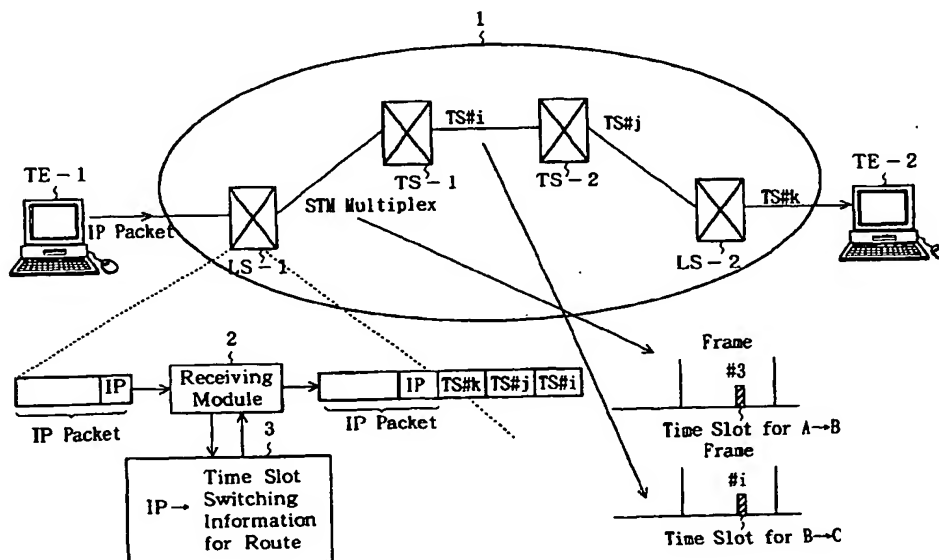 1
TE-1
IP Packet
LS-1
TS-1
STM Multiplex
TS#i
TS-2
TS#j
LS-2
TS#k
TE-2
IP
IP Packet
2
Receiving
Module
3
IP→
Time Slot
Switching
Information
for Route
IP TS#k TS#j TS#i
IP Packet
Frame
#3
Time Slot for A→B
Frame
#i
Time Slot for B→C